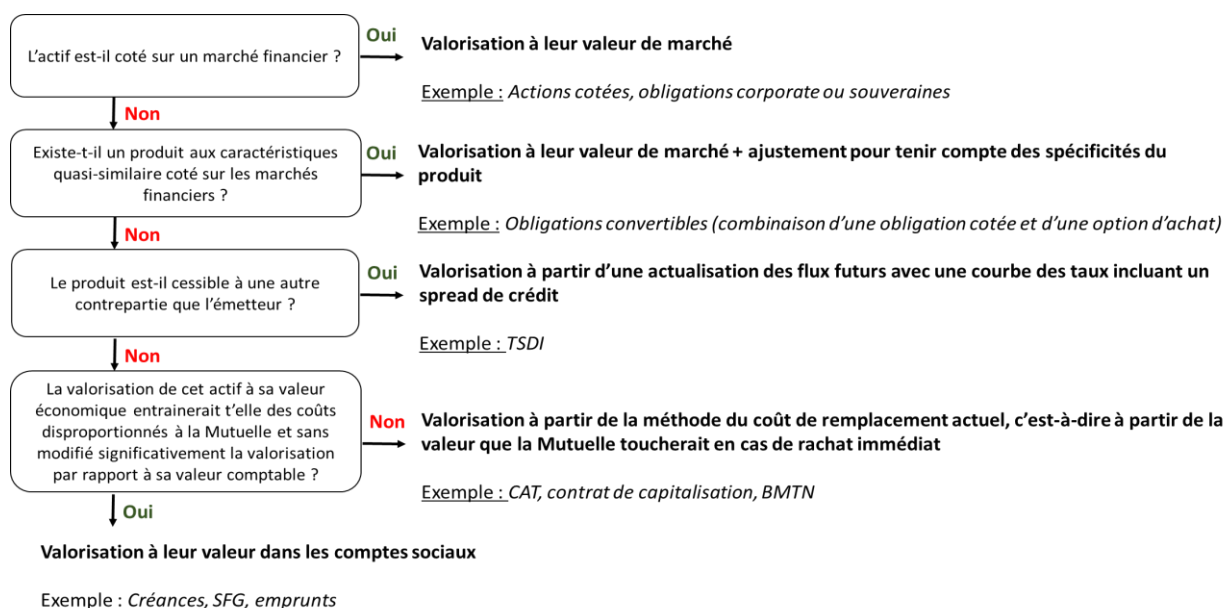 Oui
L'actif est-il coté sur un marché financier ?
Valorisation à leur valeur de marché
Exemple : Actions cotées, obligations corporate ou souveraines
Non
Existe-t-il un produit aux caractéristiques
quasi-similaire coté sur les marchés
financiers ?
Oui
Valorisation à leur valeur de marché + ajustement pour tenir compte des spécificités du
produit
Exemple : Obligations convertibles (combinaison d'une obligation cotée et d'une option d'achat)
Non
Le produit est-il cessible à une autre
contrepartie que l'émetteur ?
Oui
Valorisation à partir d'une actualisation des flux futurs avec une courbe des taux incluant un
spread de crédit
Exemple : TSDI
Non
La valorisation de cet actif à sa valeur
économique entrainerait t'elle des coûts
disproportionnés à la Mutuelle et sans
modifié significativement la valorisation
par rapport à sa valeur comptable ?
Non
Valorisation à partir de la méthode du coût de remplacement actuel, c'est-à-dire à partir de la
valeur que la Mutuelle toucherait en cas de rachat immédiat
Exemple : CAT, contrat de capitalisation, BMTN
Oui
Valorisation à leur valeur dans les comptes sociaux
Exemple : Créances, SFG, emprunts